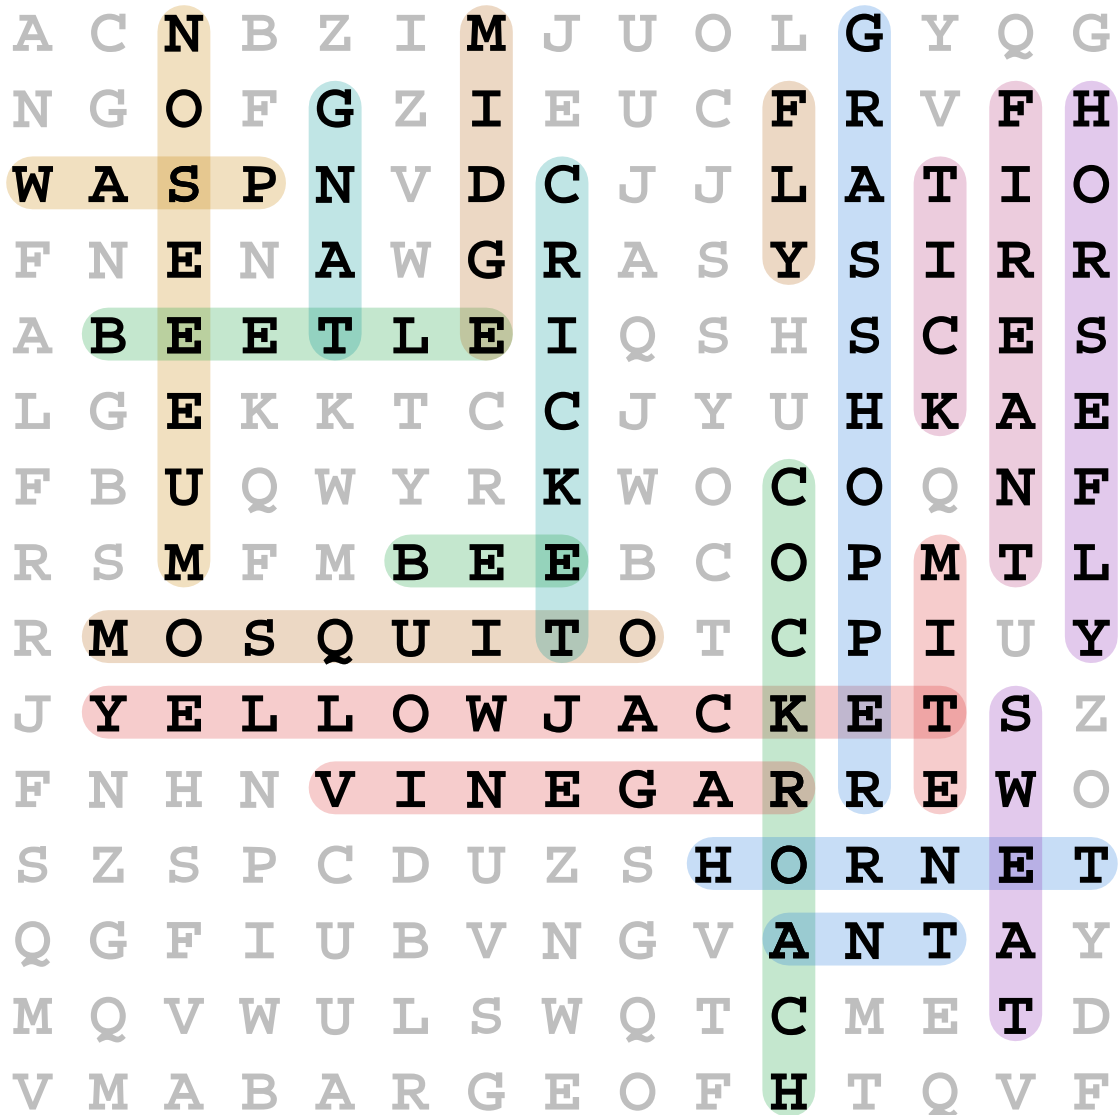 A C N B Z I M J U O L G Y Q G
N G O F G Z I E U C F R V F H
W A S P N V D C J J L A T I O
F N E N A W G R A S Y S I R R
A B E E T L E I Q S H S C E S
L G E K K T C C J Y U H K A E
F B U Q W Y R K W O C O Q N F
R S M F M B E E B C O P M T L
R M O S Q U I T O T C P I U Y
J Y E L L O W J A C K E T S Z
F N H N V I N E G A R R E W O
S Z S P C D U Z S H O R N E T
Q G F I U B V N G V A N T A Y
M Q V W U L S W Q T C M E T D
V M A B A R G E O F H T Q V F